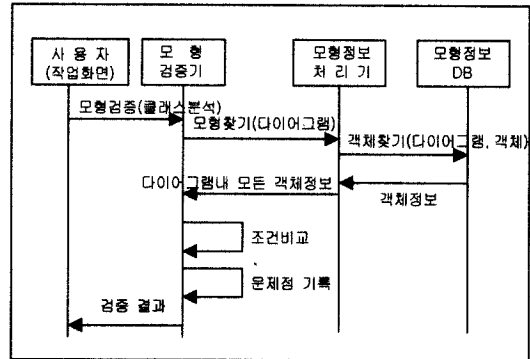 사 용 자
(작업화면)
모 형
검증기
모형정보
처 리 기
모형정보
DB
모형검증(클래스분석)
모형찾기(다이어그램)
객체찾기(다이어그램, 객체)
객체정보
다이어그램내 모든 객체정보
조건비교
문제점 기록
검증 결과